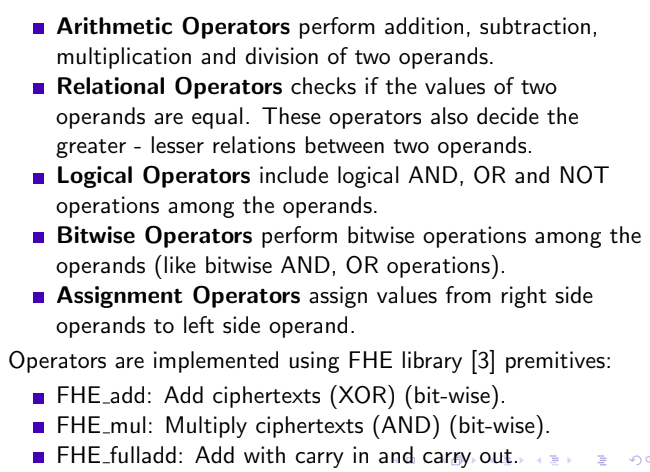 Arithmetic Operators perform addition, subtraction,
multiplication and division of two operands.
Relational Operators checks if the values of two
operands are equal. These operators also decide the
greater - lesser relations between two operands.
Logical Operators include logical AND, OR and NOT
operations among the operands.
Bitwise Operators perform bitwise operations among the
operands (like bitwise AND, OR operations).
Assignment Operators assign values from right side
operands to left side operand.
Operators are implemented using FHE library [3] premitives:
FHE_add: Add ciphertexts (XOR) (bit-wise).
FHE_mul: Multiply ciphertexts (AND) (bit-wise).
FHE_fulladd: Add with carry in and carry out.